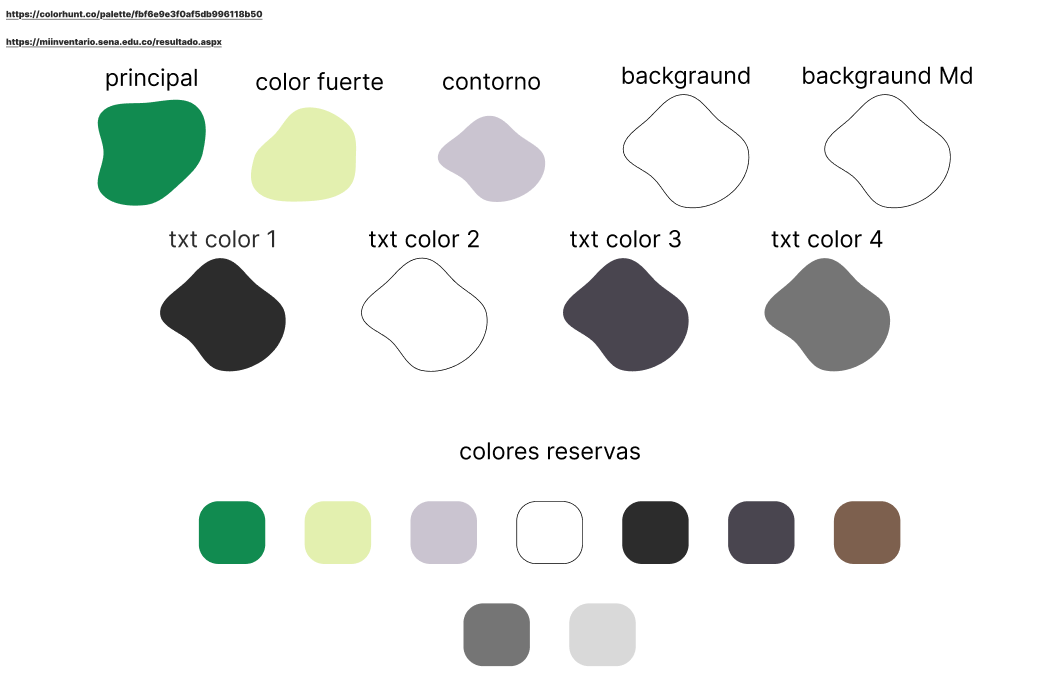 https://colorhunt.co/palette/fbf6e9e3f0af5db996118b50
https://miinventario.sena.edu.co/resultado.aspx
principal
color fuerte
contorno
backgraund
backgraund Md
txt color 1
txt color 2
txt color 3
txt color 4
colores reservas